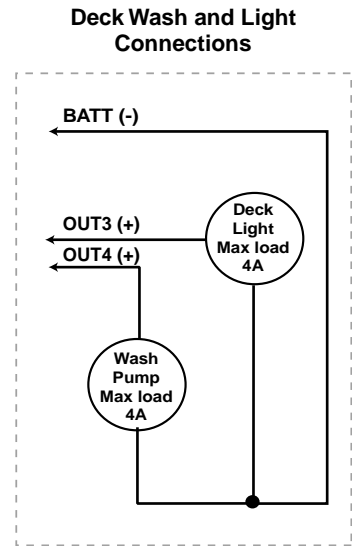 Deck Wash and Light
Connections
BATT (-)
OUT3 (+)
OUT4 (+)
Deck
Light
Max load
4A
Wash
Pump
Max load
4A